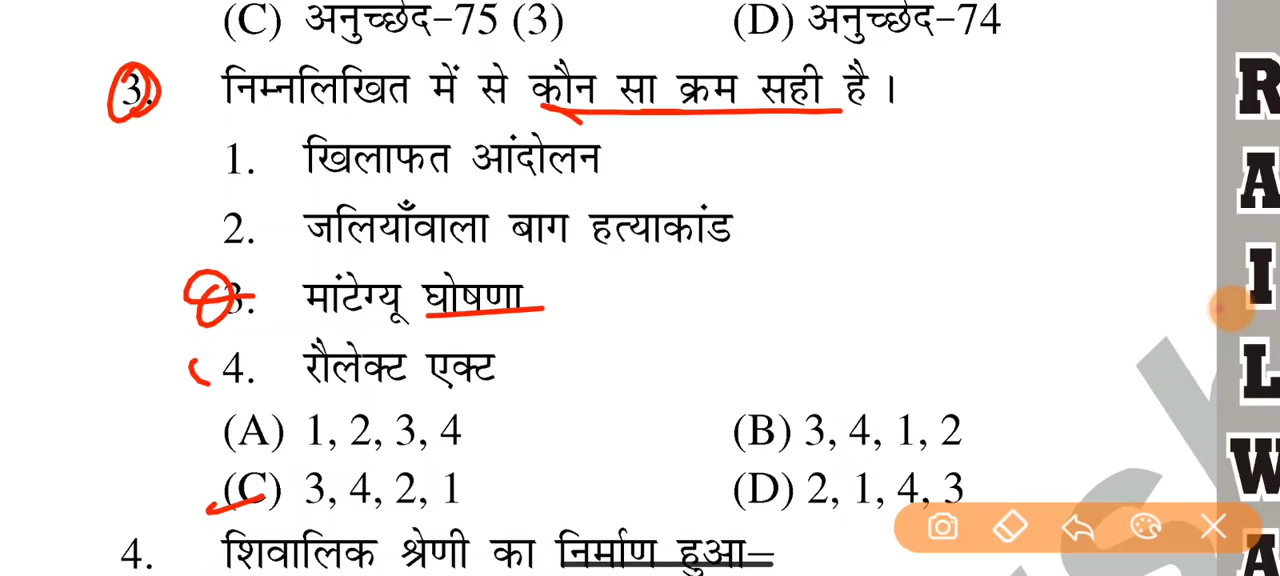 (C) अनुच्छेद-75 (3) (D) अनुच्छेद-74
3. निम्नलिखित में से कौन सा क्रम सही है ।
1. खिलाफत आंदोलन
2. जलियाँवाला बाग हत्याकांड
3. मांटेग्यू घोषणा
4. रौलेक्ट एक्ट
(A) 1, 2, 3, 4 (B) 3, 4, 1, 2
(C) 3, 4, 2, 1 (D) 2, 1, 4, 3
4. शिवालिक श्रेणी का निर्माण हुआ–
R
A
I
L
W
A